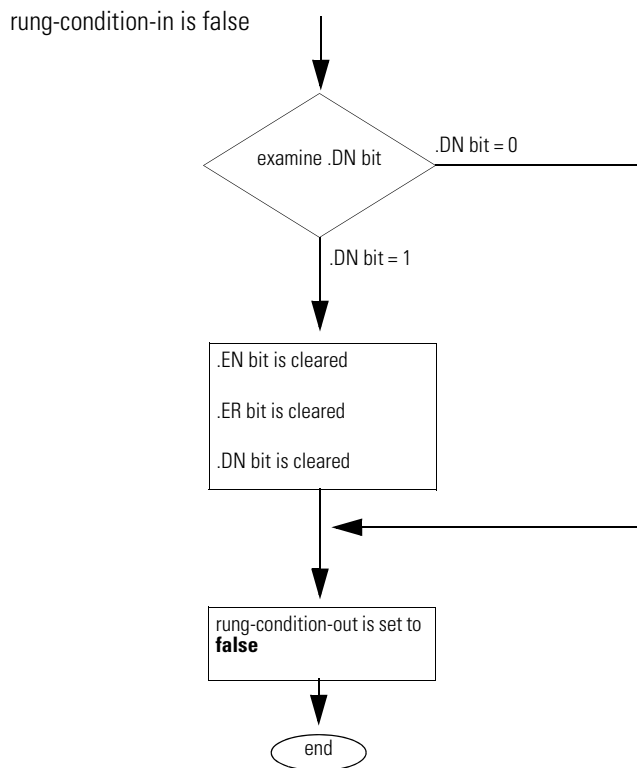 rung-condition-in is false
examine .DN bit
.DN bit = 0
.DN bit = 1
.EN bit is cleared
.ER bit is cleared
.DN bit is cleared
rung-condition-out is set to
false
end